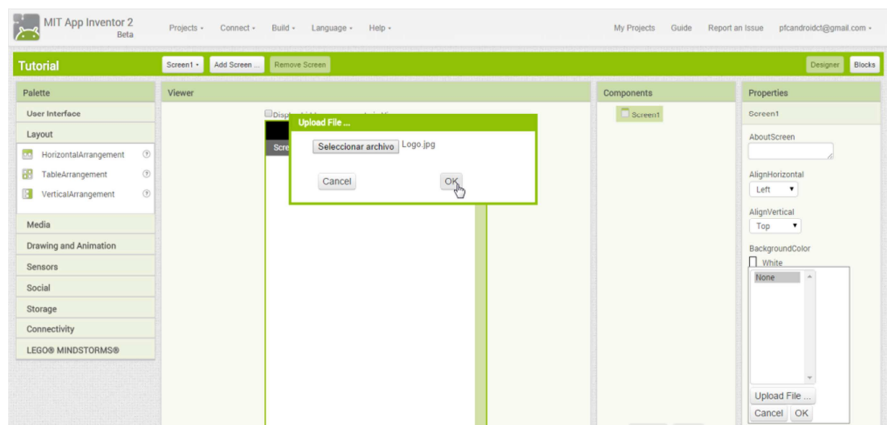 MIT App Inventor 2
Beta
Projects
Connect
Build
Language
Help
My Projects
Guide
Report an Issue
pfcandroidct@gmail.com
Tutorial
Screen1
Add Screen ...
Remove Screen
Designer
Blocks
Palette
User Interface
Layout
HorizontalArrangement
TableArrangement
VerticalArrangement
Media
Drawing and Animation
Sensors
Social
Storage
Connectivity
LEGO® MINDSTORMS®
Viewer
Scre
Upload File ...
Seleccionar archivo Logo.jpg
Cancel
OK
Components
Screen1
Properties
Screen1
AboutScreen
AlignHorizontal
Left
AlignVertical
Top
BackgroundColor
White
None
Upload File ...
Cancel
OK